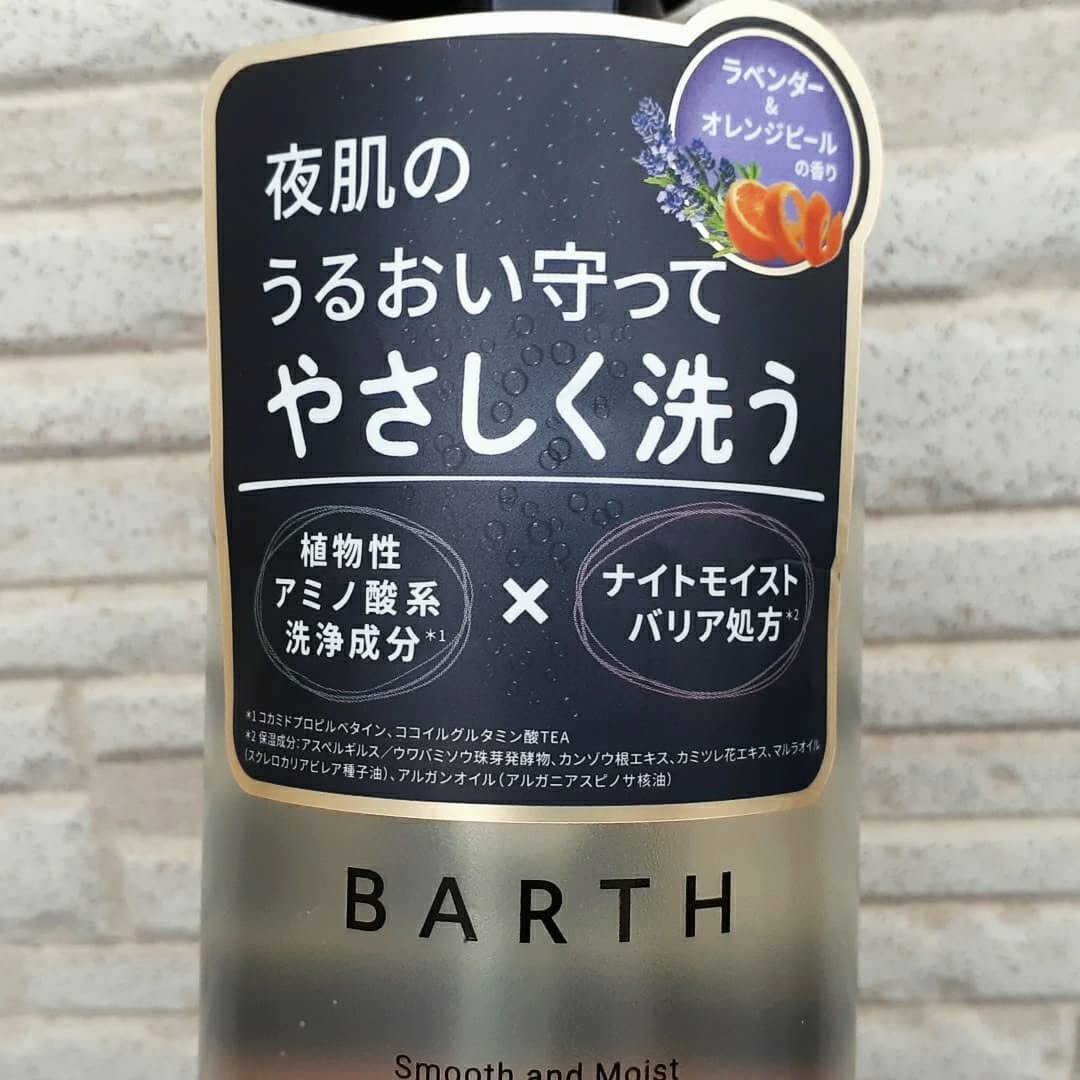 ラベンダー
&
オレンジピール
の香り
夜肌の
うるおい守って
やさしく洗う
植物性
アミノ酸系
洗浄成分*1
×
ナイトモイスト
バリア処方*2
*1 コカミドプロピルベタイン、ココイルグルタミン酸TEA
*2 保湿成分：アスペルギルス／ウワバミソウ珠芽発酵物、カンゾウ根エキス、カミツレ花エキス、マルラオイル
(スクレロカリアビレア種子油)、アルガンオイル（アルガニアスピノサ核油）
BARTH
Smooth and Moist